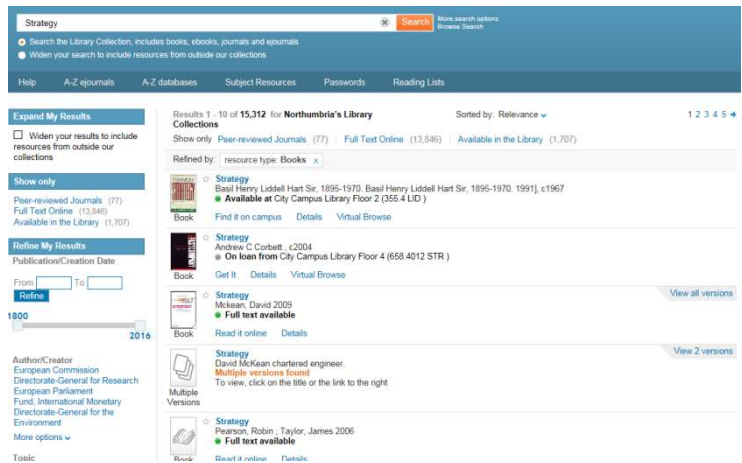 Strategy
Search
More search options
Browse Search
Search the Library Collection, includes books, ebooks, journals and ejournals
Widen your search to include resources from outside our collections
Help A-Z ejournals A-Z databases Subject Resources Passwords Reading Lists
Expand My Results
Widen your results to include
resources from outside our
collections
Show only
Peer-reviewed Journals (77)
Full Text Online (13,846)
Available in the Library (1,707)
Refine My Results
Publication/Creation Date
From To
Refine
1800
2016
Author/Creator
European Commission
Directorate-General for Research
European Parliament
Fund, International Monetary
Directorate-General for the
Environment
More options
Topic
Results 1 - 10 of 15,312 for Northumbria's Library
Collections
Sorted by: Relevance
1 2 3 4 5
Show only Peer-reviewed Journals (77) Full Text Online (13,846) Available in the Library (1,707)
Refined by: resource type: Books x
Strategy
Basil Henry Liddell Hart Sir, 1895-1970. Basil Henry Liddell Hart Sir, 1895-1970. 1991], c1967
Available at City Campus Library Floor 2 (355.4 LID )
Book
Find it on campus Details Virtual Browse
Strategy
Andrew C Corbett , c2004
On loan from City Campus Library Floor 4 (658.4012 STR )
Book
Get It Details Virtual Browse
Strategy
View all versions
Mckean, David 2009
Full text available
Book
Read it online Details
Strategy
View 2 versions
David McKean chartered engineer.
Multiple versions found
To view, click on the title or the link to the right
Multiple
Versions
Strategy
Pearson, Robin ; Taylor, James 2006
Full text available
Book
Read it online Details